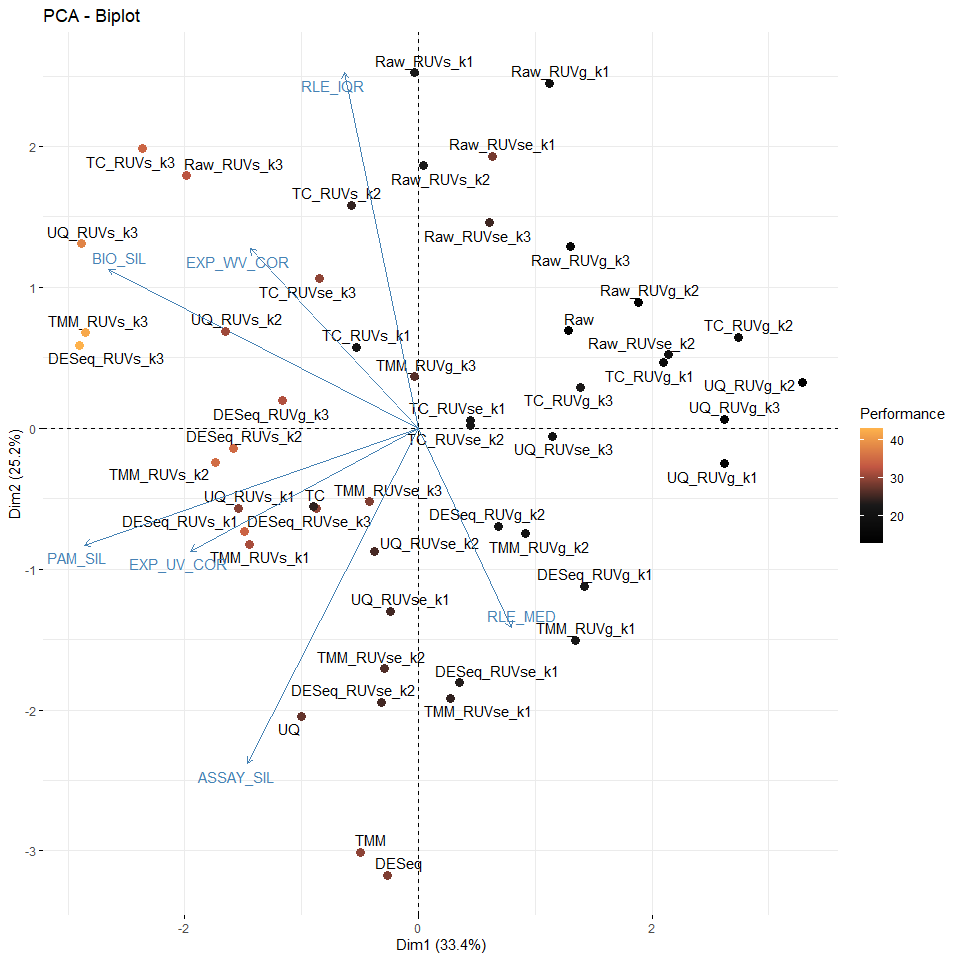 PCA - Biplot
Raw_RUVs_k1
Raw_RUVg_k1
RLE_IQR
Raw_RUVse_k1
TC_RUVs_k3
Raw_RUVs_k3
Raw_RUVs_k2
TC_RUVs_k2
UQ_RUVs_k3
Raw_RUVse_k3
BIO_SIL
EXP_WV_COR
Raw_RUVg_k3
TC_RUVse_k3
Raw_RUVg_k2
TMM_RUVs_k3
UQ_RUVs_k2
Raw
TC_RUVg_k2
TC_RUVs_k1
Raw_RUVse_k2
DESeq_RUVs_k3
TMM_RUVg_k3
TC_RUVg_k1
UQ_RUVg_k2
TC_RUVg_k3
DESeq_RUVg_k3
TC_RUVse_k1
UQ_RUVg_k3
DESeq_RUVs_k2
TC_RUVse_k2
UQ_RUVse_k3
TMM_RUVs_k2
UQ_RUVg_k1
UQ_RUVs_k1
TC
TMM_RUVse_k3
DESeq_RUVs_k1
DESeq_RUVse_k3
DESeq_RUVg_k2
PAM_SIL
EXP_UV_COR
TMM_RUVs_k1
UQ_RUVse_k2
TMM_RUVg_k2
DESeq_RUVg_k1
UQ_RUVse_k1
RLE_MED
TMM_RUVg_k1
TMM_RUVse_k2
DESeq_RUVse_k1
DESeq_RUVse_k2
TMM_RUVse_k1
UQ
ASSAY_SIL
TMM
DESeq
2
1
0
-1
-2
-3
Dim2 (25.2%)
-2
0
2
Dim1 (33.4%)
Performance
40
30
20